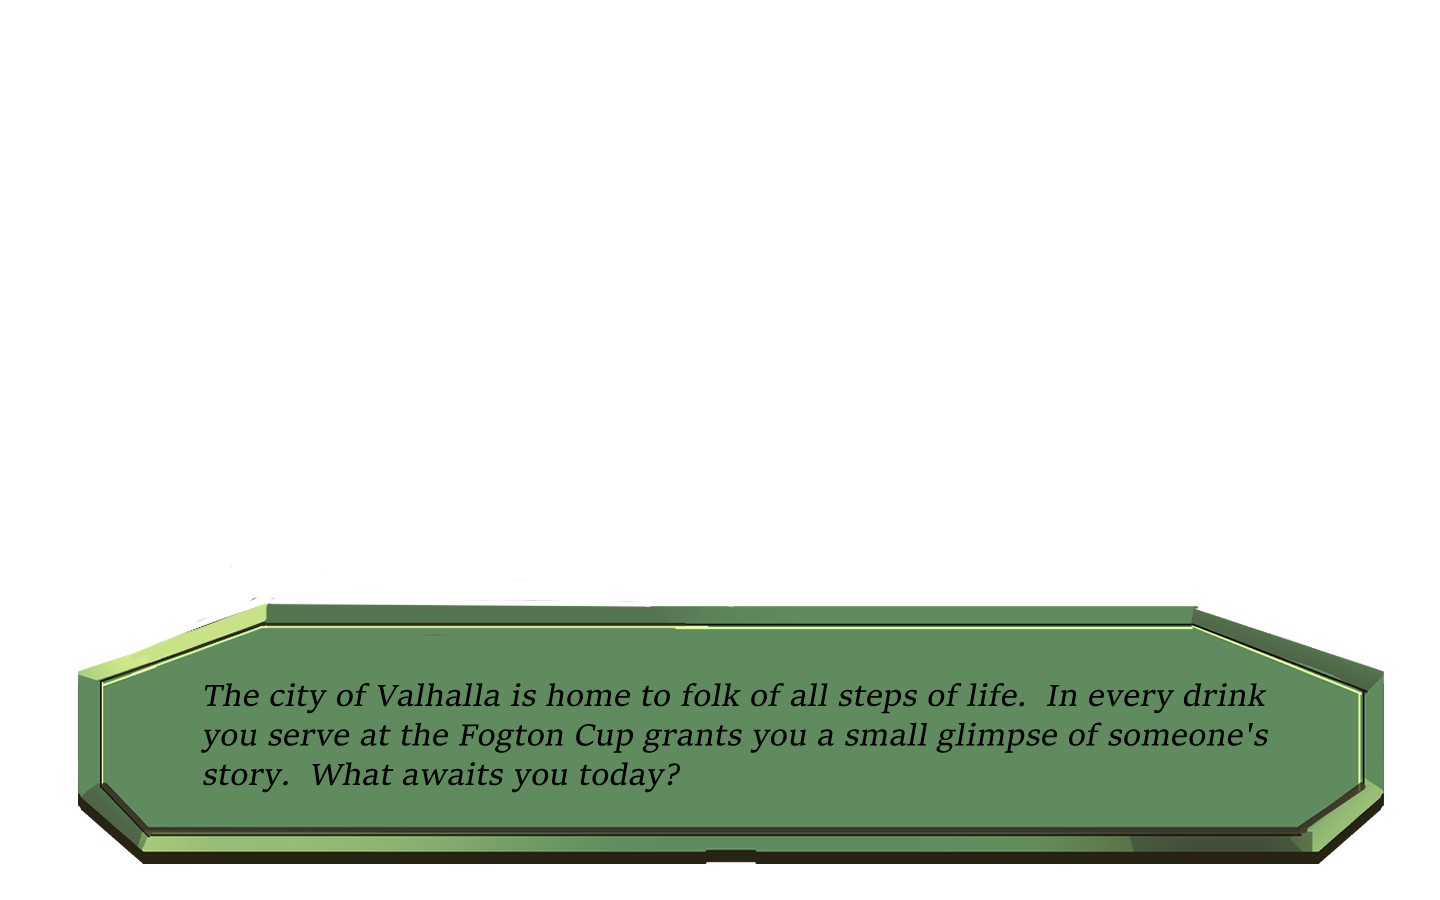 The city of Valhalla is home to folk of all steps of life.  In every drink
you serve at the Fogton Cup grants you a small glimpse of someone's
story.  What awaits you today?